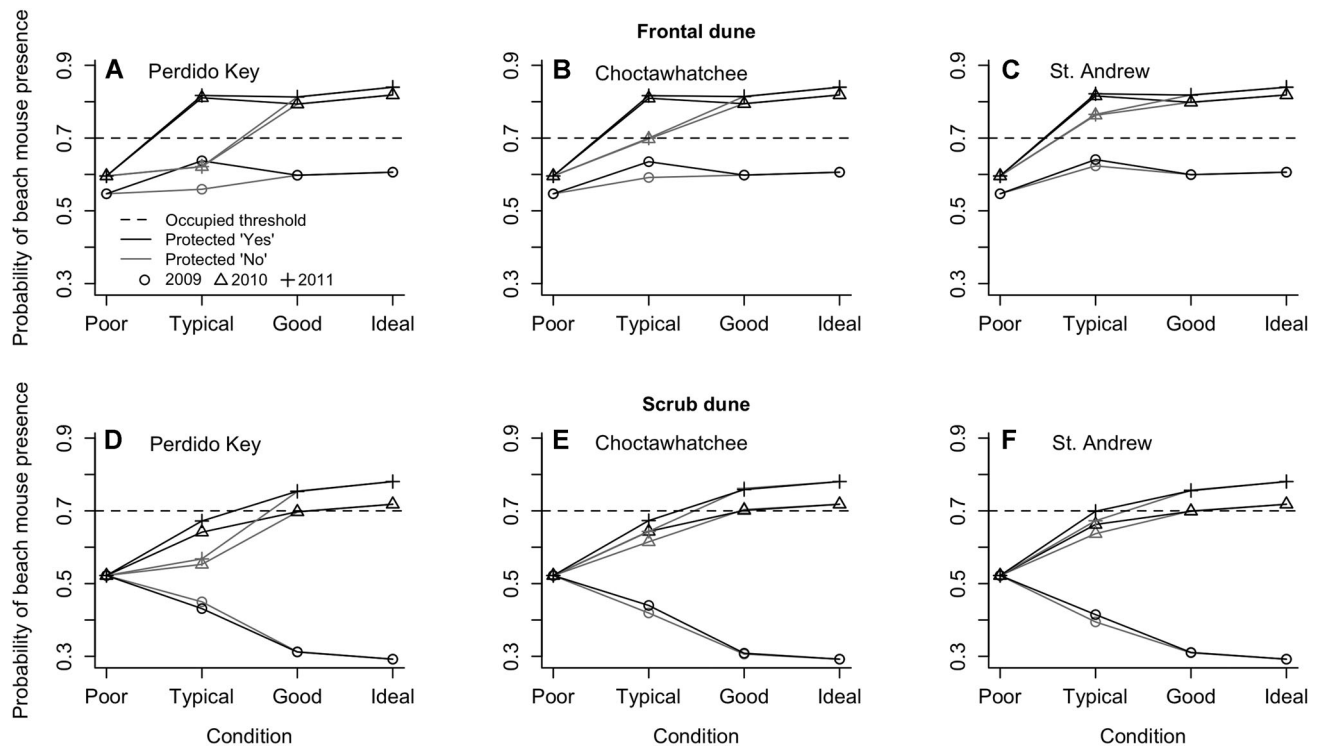 Frontal dune
Probability of beach mouse presence
A Perdido Key
0.9
0.7
0.5
0.3
Occupied threshold
Protected 'Yes'
Protected 'No'
2009 2010 2011
Poor Typical Good Ideal
B Choctawhatchee
0.9
0.7
0.5
0.3
Poor Typical Good Ideal
C St. Andrew
0.9
0.7
0.5
0.3
Poor Typical Good Ideal
Scrub dune
Probability of beach mouse presence
D Perdido Key
0.9
0.7
0.5
0.3
Poor Typical Good Ideal
Condition
E Choctawhatchee
0.9
0.7
0.5
0.3
Poor Typical Good Ideal
F St. Andrew
0.9
0.7
0.5
0.3
Poor Typical Good Ideal
Condition